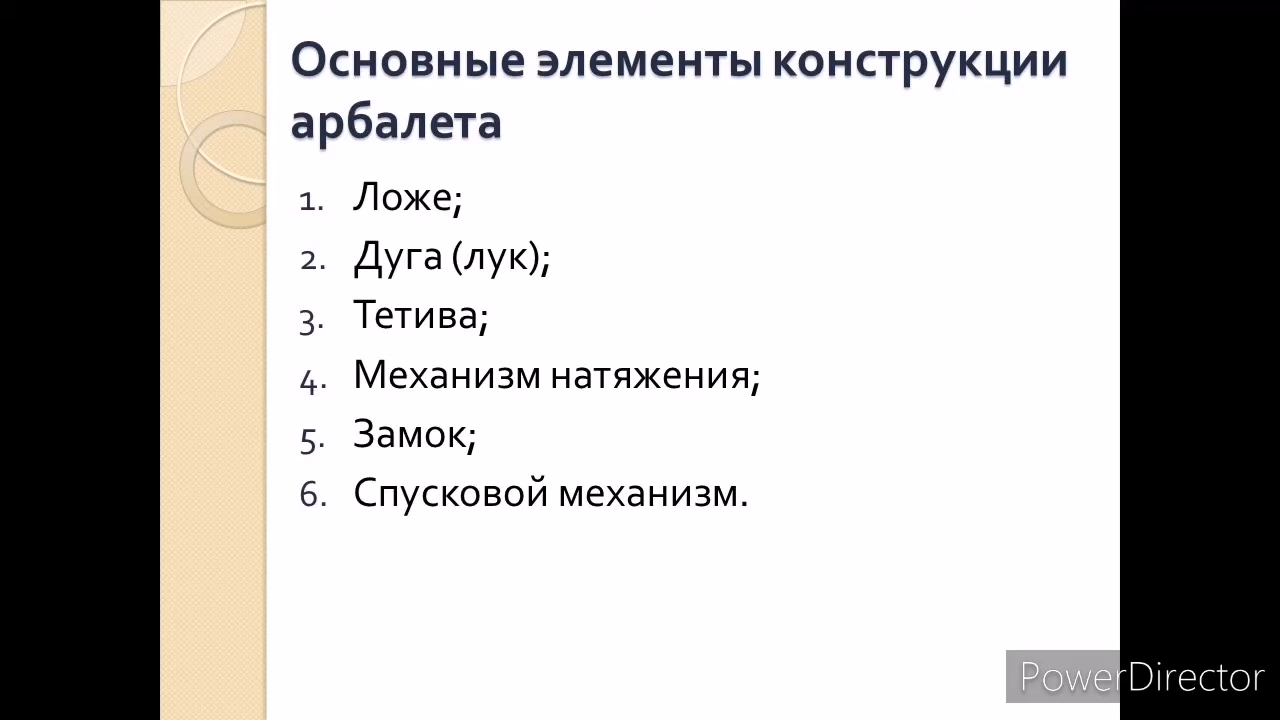 Основные элементы конструкции
арбалета
1. Ложе;
2. Дуга (лук);
3. Тетива;
4. Механизм натяжения;
5. Замок;
6. Спусковой механизм.
PowerDirector